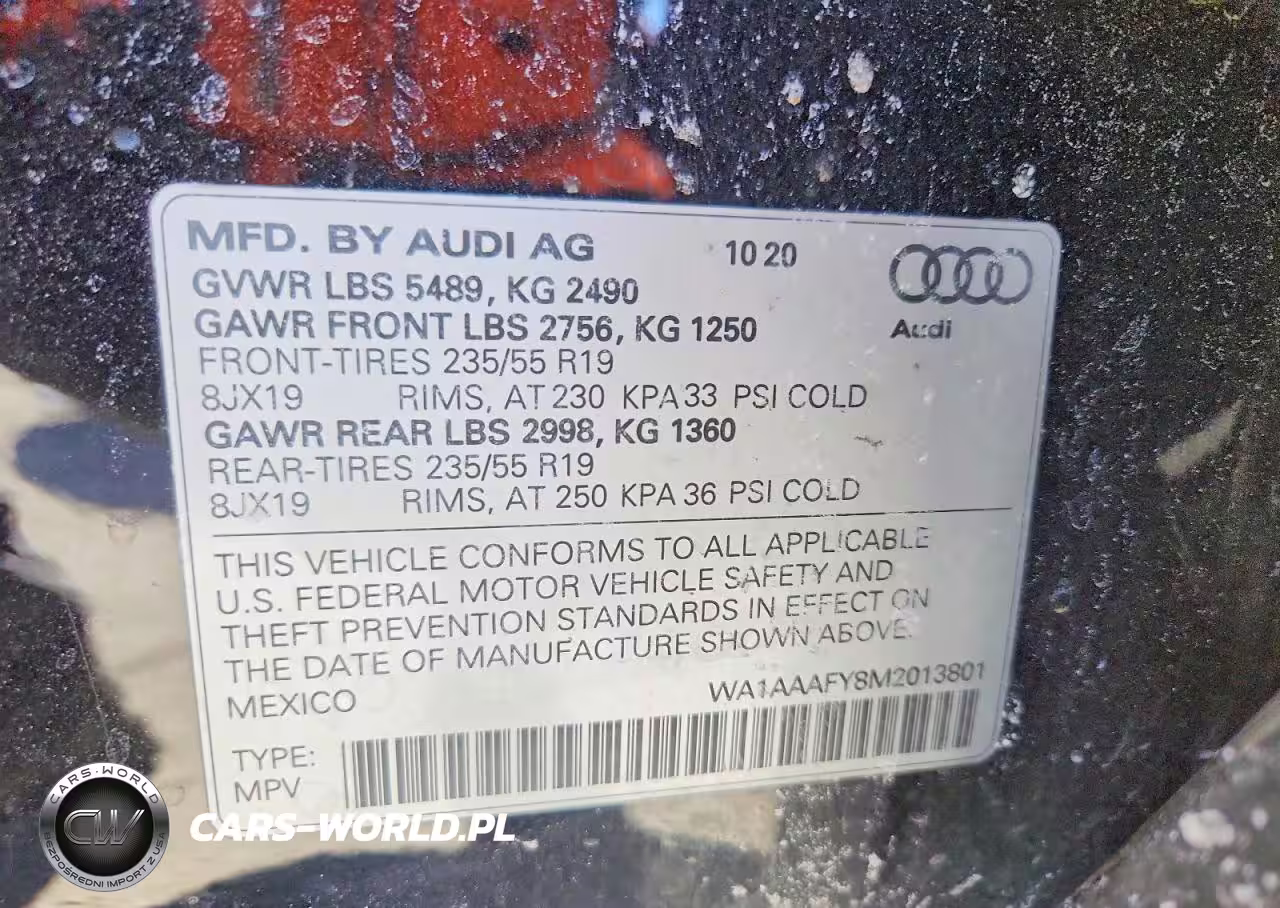 MFD. BY AUDI AG 10 20
GVWR LBS 5489, KG 2490
GAWR FRONT LBS 2756, KG 1250
Audi
FRONT-TIRES 235/55 R19
8JX19 RIMS, AT 230 KPA 33 PSI COLD
GAWR REAR LBS 2998, KG 1360
REAR-TIRES 235/55 R19
8JX19 RIMS, AT 250 KPA 36 PSI COLD
THIS VEHICLE CONFORMS TO ALL APPLICABLE
U.S. FEDERAL MOTOR VEHICLE SAFETY AND
THEFT PREVENTION STANDARDS IN EFFECT ON
THE DATE OF MANUFACTURE SHOWN ABOVE.
MEXICO WA1AAAFY8M2013801
TYPE:
MPV
CARS-WORLD
CW
BEZPOŚREDNI IMPORT Z USA
CARS-WORLD.PL